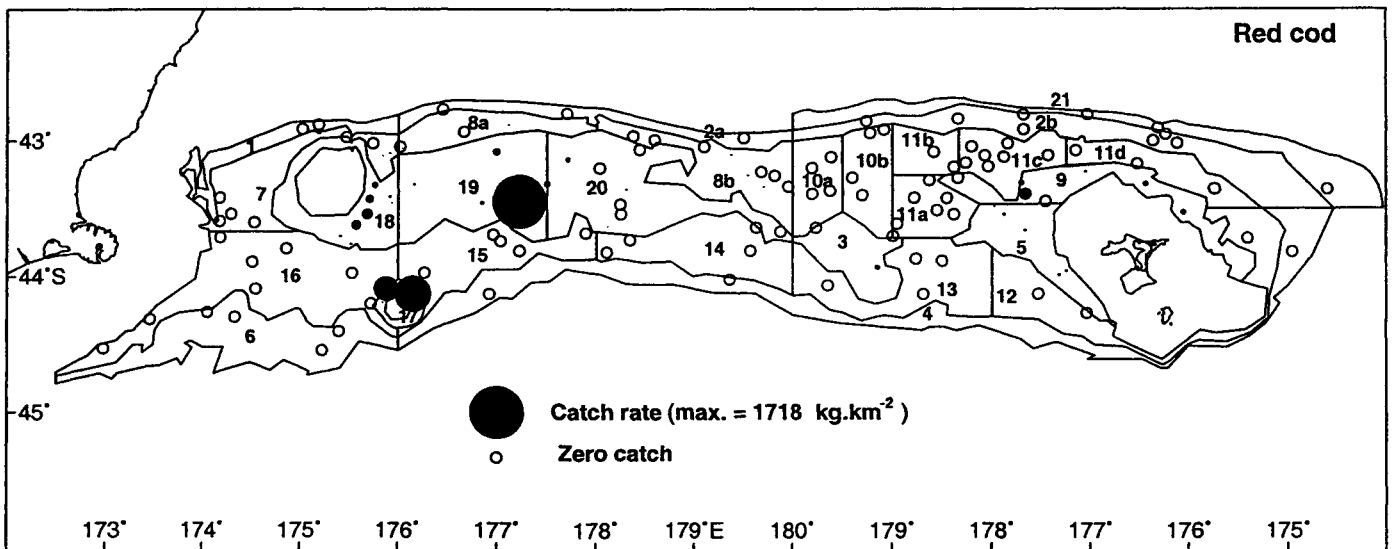 Red cod
21
43°
8a
2a
2b
1
11b
11c
11d
10b
10a
9
7
19
20
8b
18
11a
15
14
3
5
44°S
16
13
12
17
4
6
45°
Catch rate (max. = 1718 kg.km-2 )
Zero catch
173° 174° 175° 176° 177° 178° 179°E 180° 179° 178° 177° 176° 175°